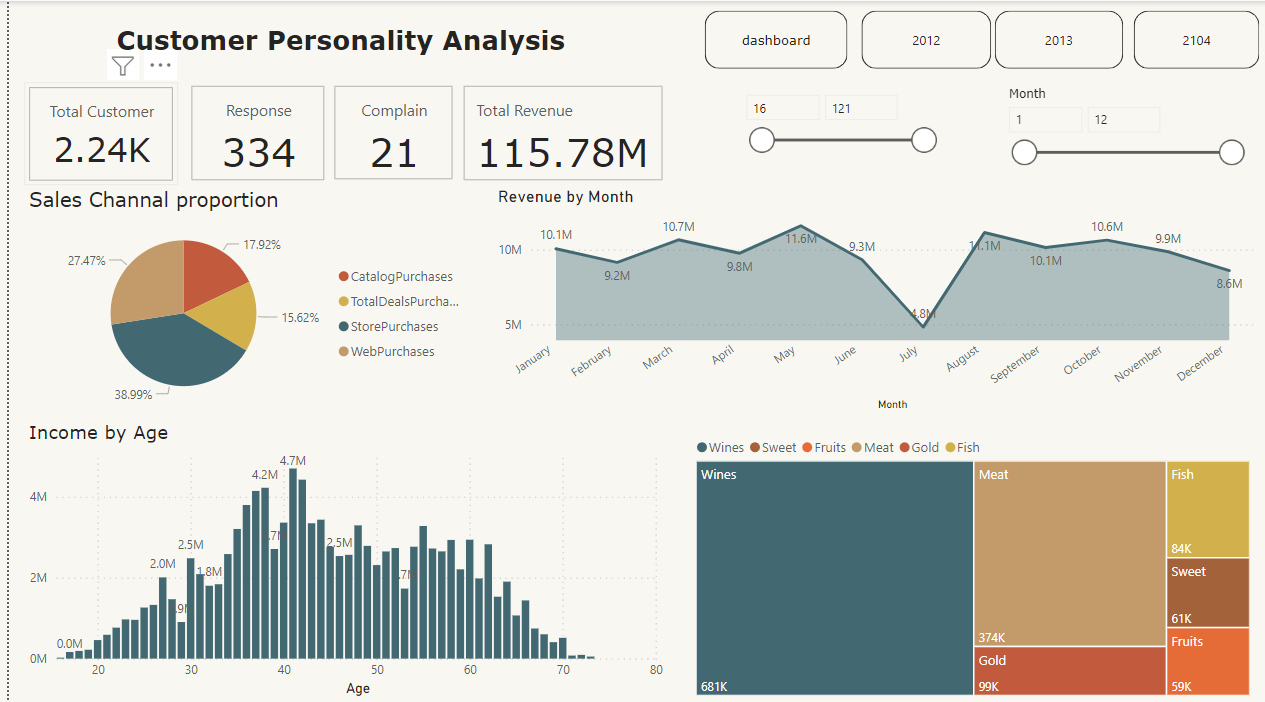 Customer Personality Analysis
dashboard
2012
2013
2104
Total Customer
2.24K
Response
334
Complain
21
Total Revenue
115.78M
16
121
Month
1
12
Sales Channal proportion
17.92%
27.47%
15.62%
38.99%
CatalogPurchases
TotalDealsPurcha...
StorePurchases
WebPurchases
Revenue by Month
10M
5M
10.1M
9.2M
10.7M
9.8M
11.6M
9.3M
4.8M
11.1M
10.1M
10.6M
9.9M
8.6M
January
February
March
April
May
June
July
August
September
October
November
December
Month
Income by Age
4M
2M
0M
0.0M
2.0M
2.5M
1.8M
4.2M
4.7M
2.5M
20
30
40
50
60
70
80
Age
Wines
Sweet
Fruits
Meat
Gold
Fish
Wines
681K
Meat
374K
Gold
99K
Fish
84K
Sweet
61K
Fruits
59K